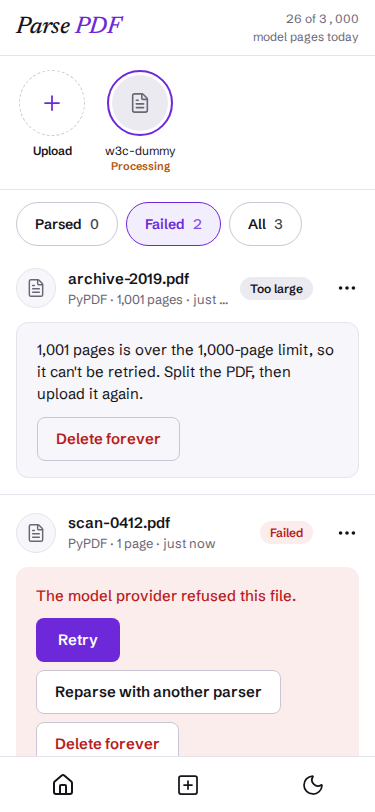 Parse PDF
26 of 3,000
model pages today
Upload
w3c-dummy
Processing
Parsed 0
Failed 2
All 3
archive-2019.pdf
PyPDF · 1,001 pages · just ...
Too large
1,001 pages is over the 1,000-page limit, so
it can't be retried. Split the PDF, then
upload it again.
Delete forever
scan-0412.pdf
PyPDF · 1 page · just now
Failed
The model provider refused this file.
Retry
Reparse with another parser
Delete forever